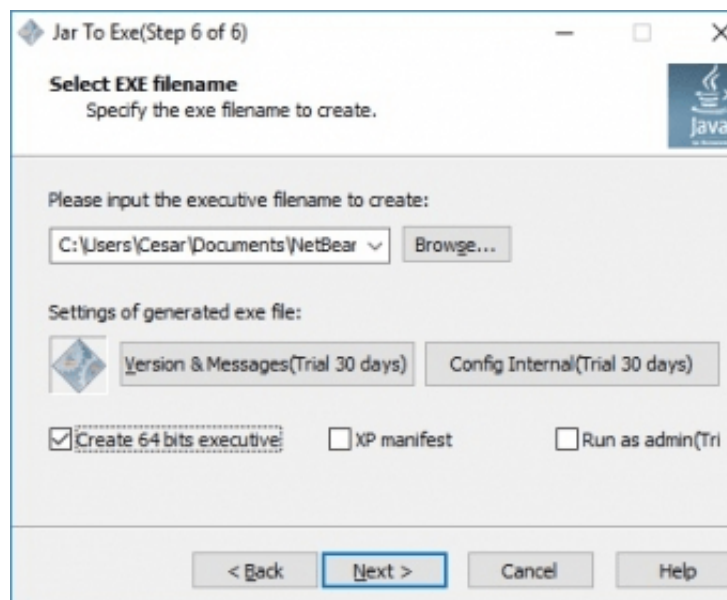 Jar To Exe(Step 6 of 6)
Select EXE filename
Specify the exe filename to create.
Java
Please input the executive filename to create:
C:\Users\Cesar\Documents\NetBear
Browse...
Settings of generated exe file:
Version & Messages(Trial 30 days) Config Internal(Trial 30 days)
Create 64 bits executive XP manifest Run as admin(Tri
< Back Next > Cancel Help